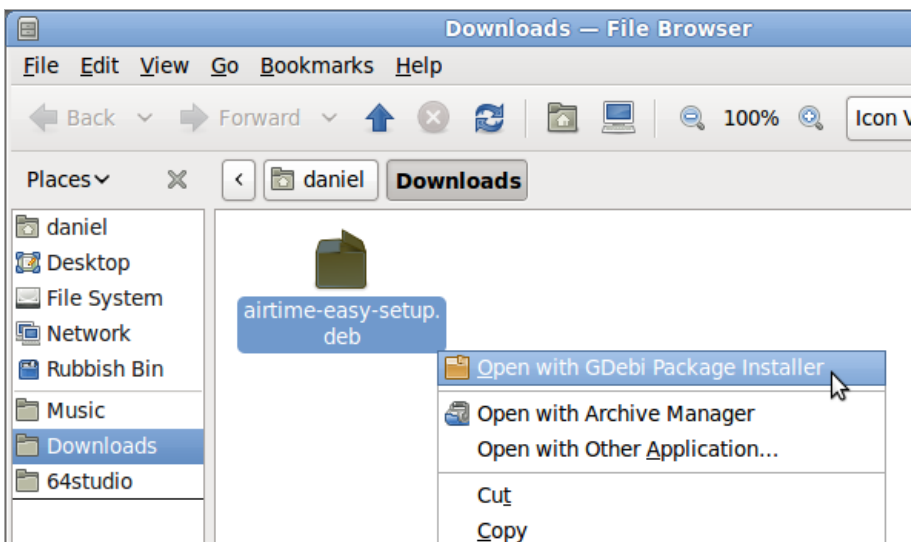 Downloads — File Browser
File Edit View Go Bookmarks Help
Back Forward 100% Icon V
Places daniel Downloads
daniel
Desktop
File System
Network
Rubbish Bin
Music
Downloads
64studio
airtime-easy-setup.
deb
Open with GDebi Package Installer
Open with Archive Manager
Open with Other Application...
Cut
Copy